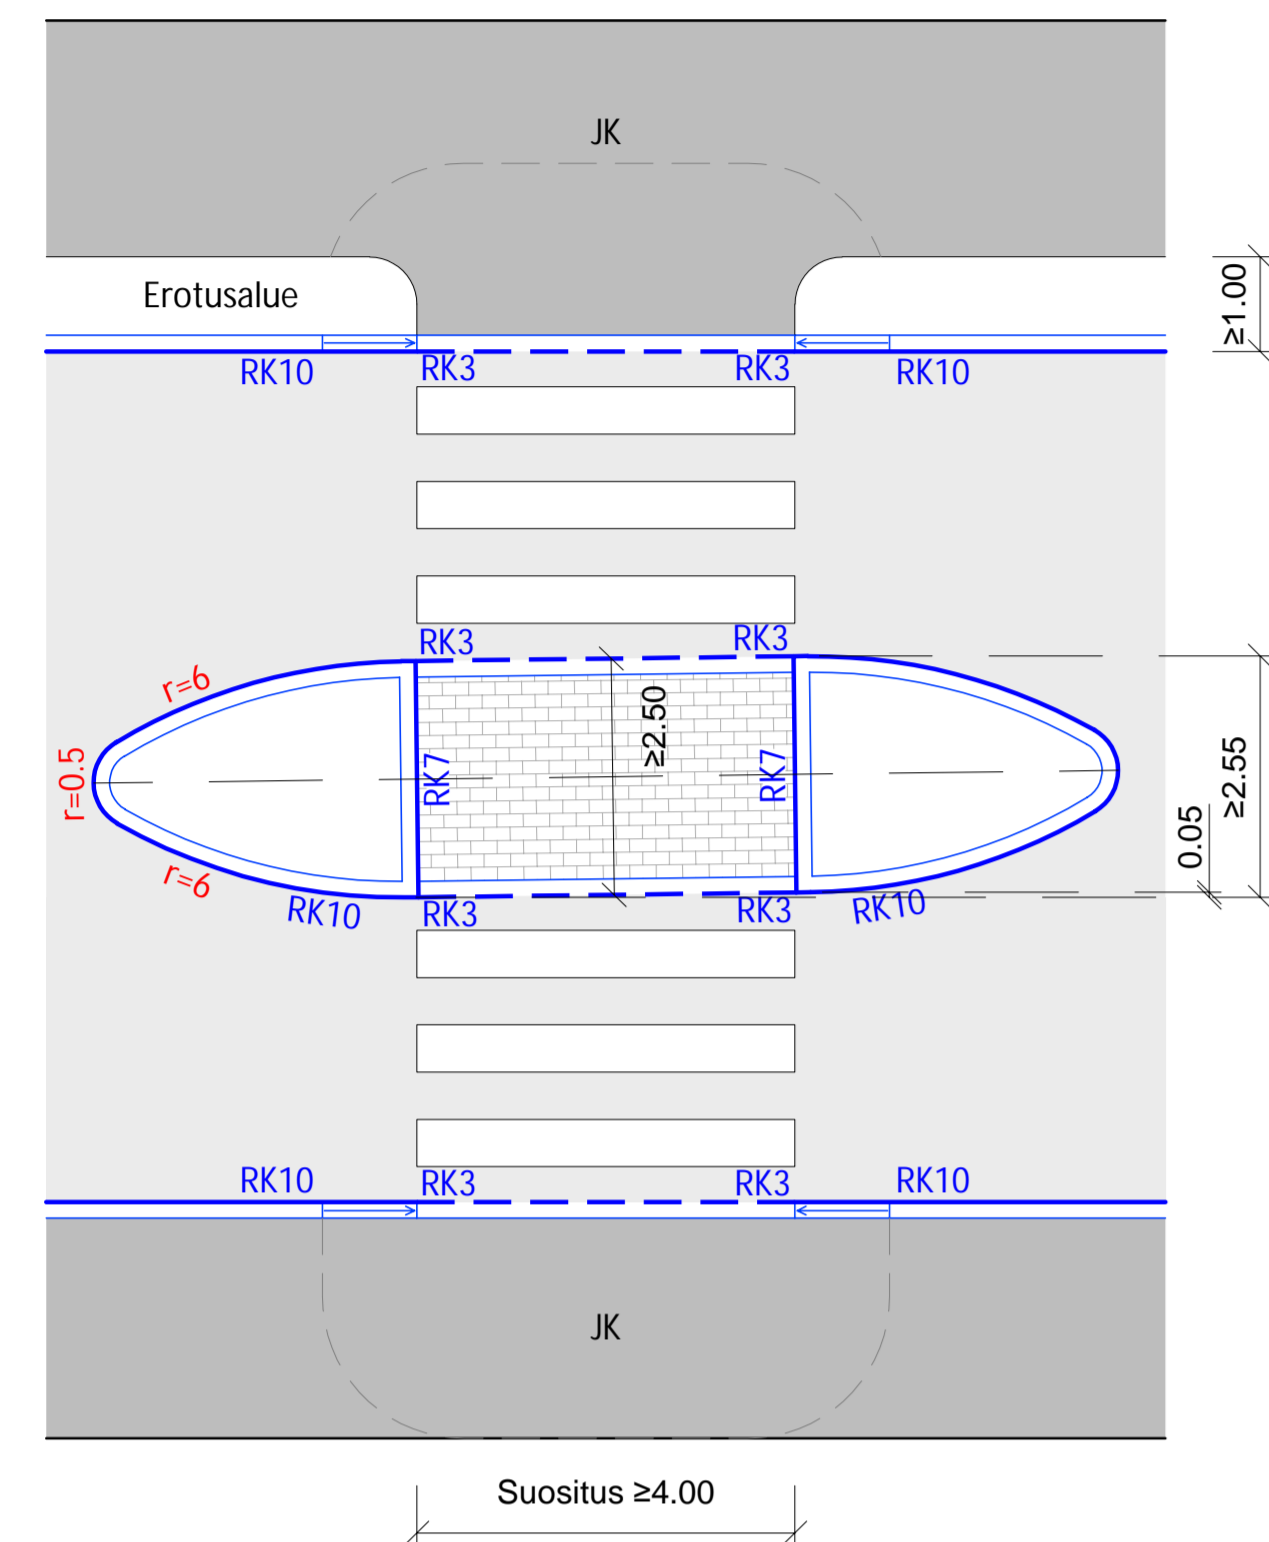 JK
Erotusalue
≥1.00
RK10
RK3
RK3
RK10
RK3
RK3
r=6
≥2.50
r=0.5
RK7
RK7
≥2.55
0.05
r=6
RK10
RK3
RK3
RK10
RK10
RK3
RK3
RK10
JK
Suositus ≥4.00